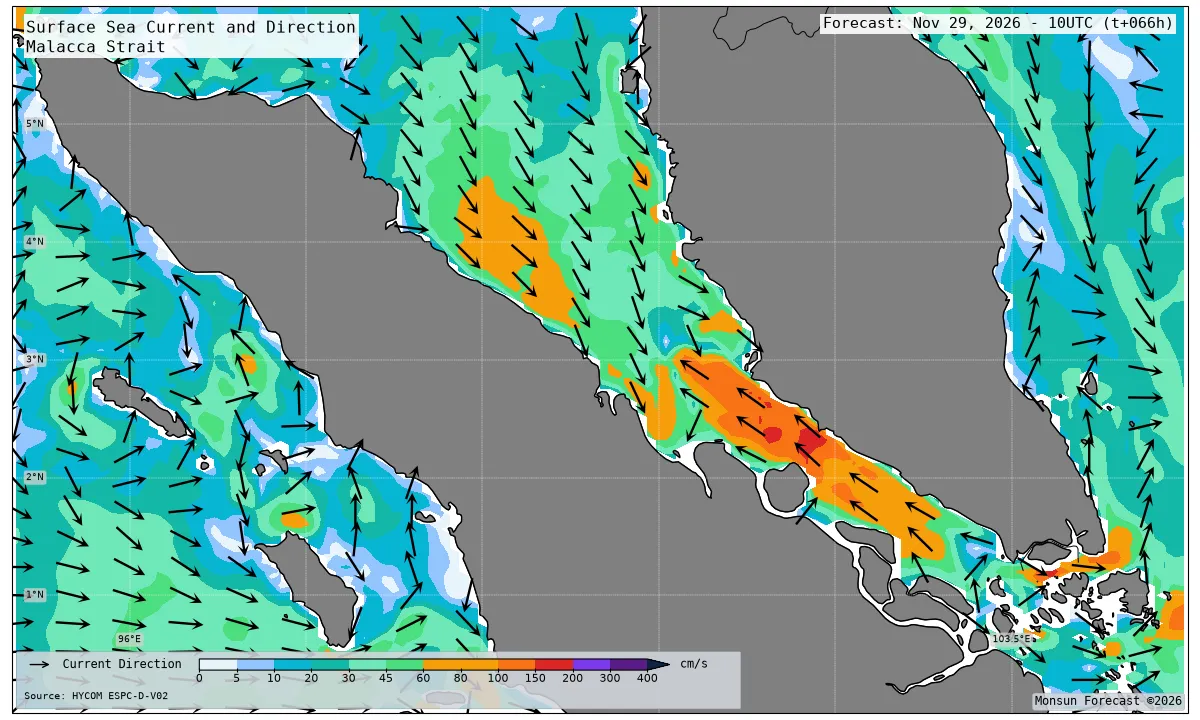 Surface Sea Current and Direction
Malacca Strait
Forecast: Nov 29, 2026 - 10UTC (t+066h)
5°N
4°N
3°N
2°N
1°N
96°E
103.5°E
Current Direction
0 5 10 20 30 45 60 80 100 150 200 300 400
cm/s
Source: HYCOM ESPC-D-V02
Monsun Forecast ©2026